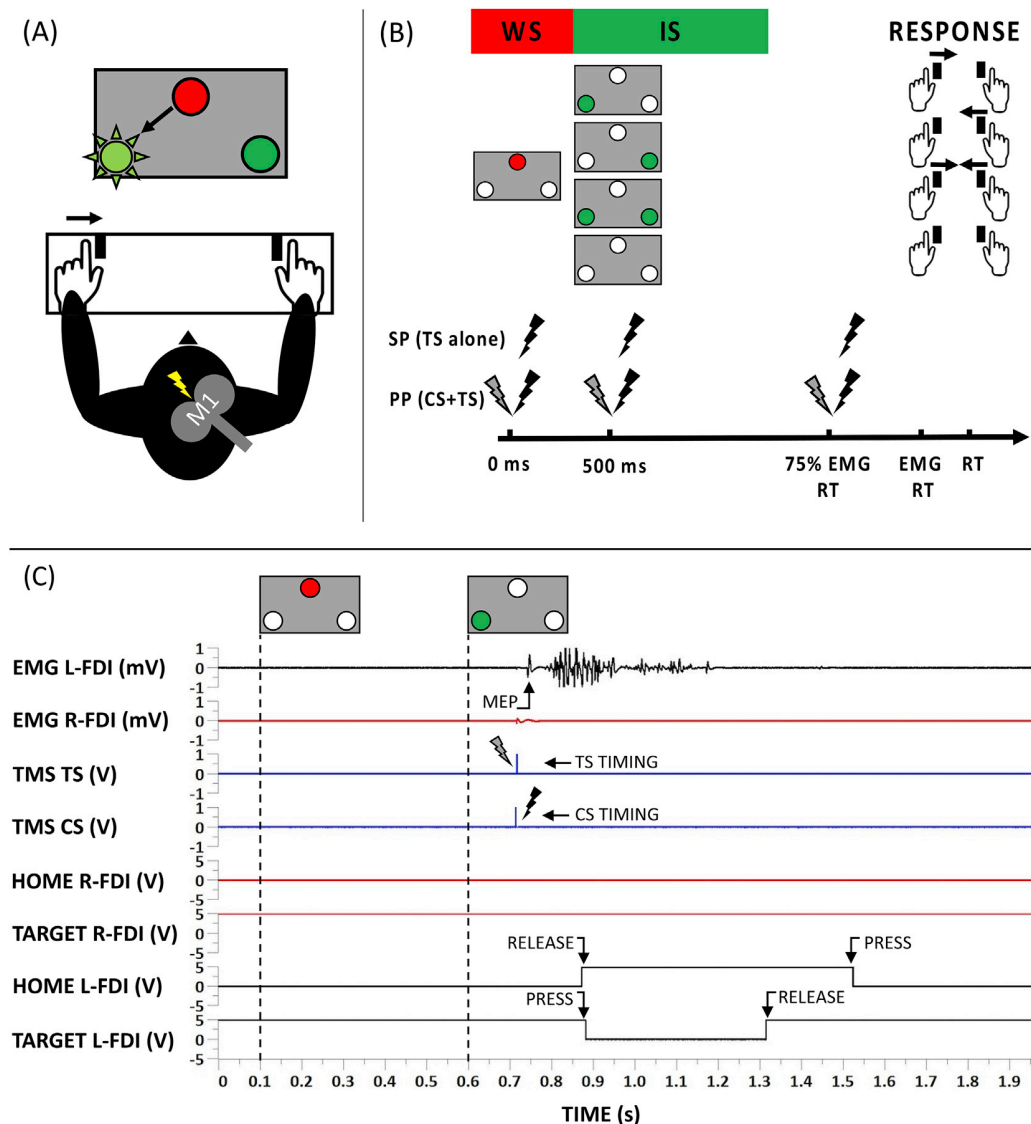 (A)
M1
(B)
WS IS RESPONSE
SP (TS alone)
PP (CS+TS)
0 ms 500 ms 75% EMG EMG RT
RT RT
(C)
EMG L-FDI (mV)
1
0
-1
MEP
EMG R-FDI (mV)
1
0
-1
TMS TS (V)
1
0
-1
TS TIMING
TMS CS (V)
1
0
-1
CS TIMING
HOME R-FDI (V)
5
0
-5
TARGET R-FDI (V)
5
0
-5
RELEASE PRESS
HOME L-FDI (V)
5
0
-5
PRESS RELEASE
TARGET L-FDI (V)
5
0
-5
0 0.1 0.2 0.3 0.4 0.5 0.6 0.7 0.8 0.9 1.0 1.1 1.2 1.3 1.4 1.5 1.6 1.7 1.8 1.9
TIME (s)